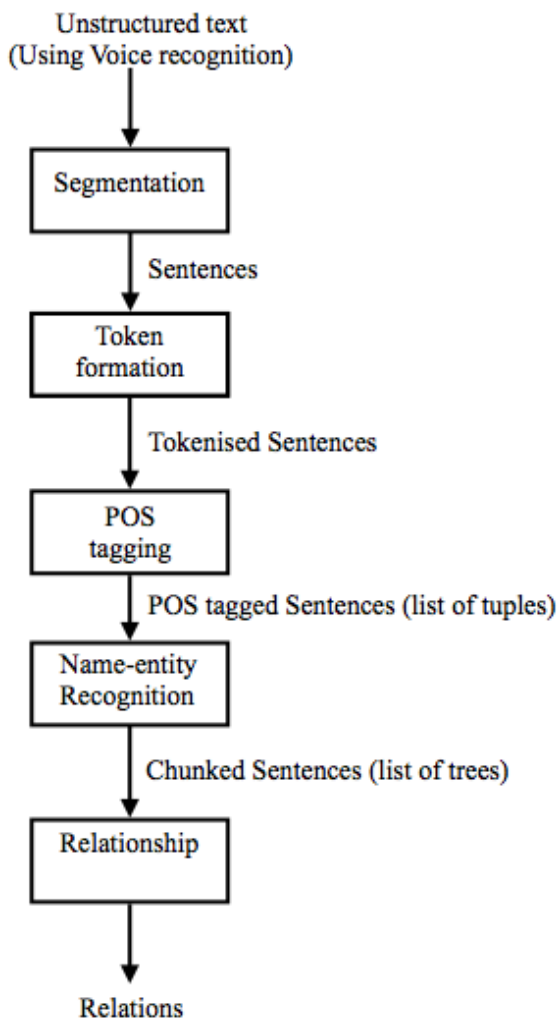 Unstructured text
(Using Voice recognition)
Segmentation
Sentences
Token
formation
Tokenised Sentences
POS
tagging
POS tagged Sentences (list of tuples)
Name-entity
Recognition
Chunked Sentences (list of trees)
Relationship
Relations